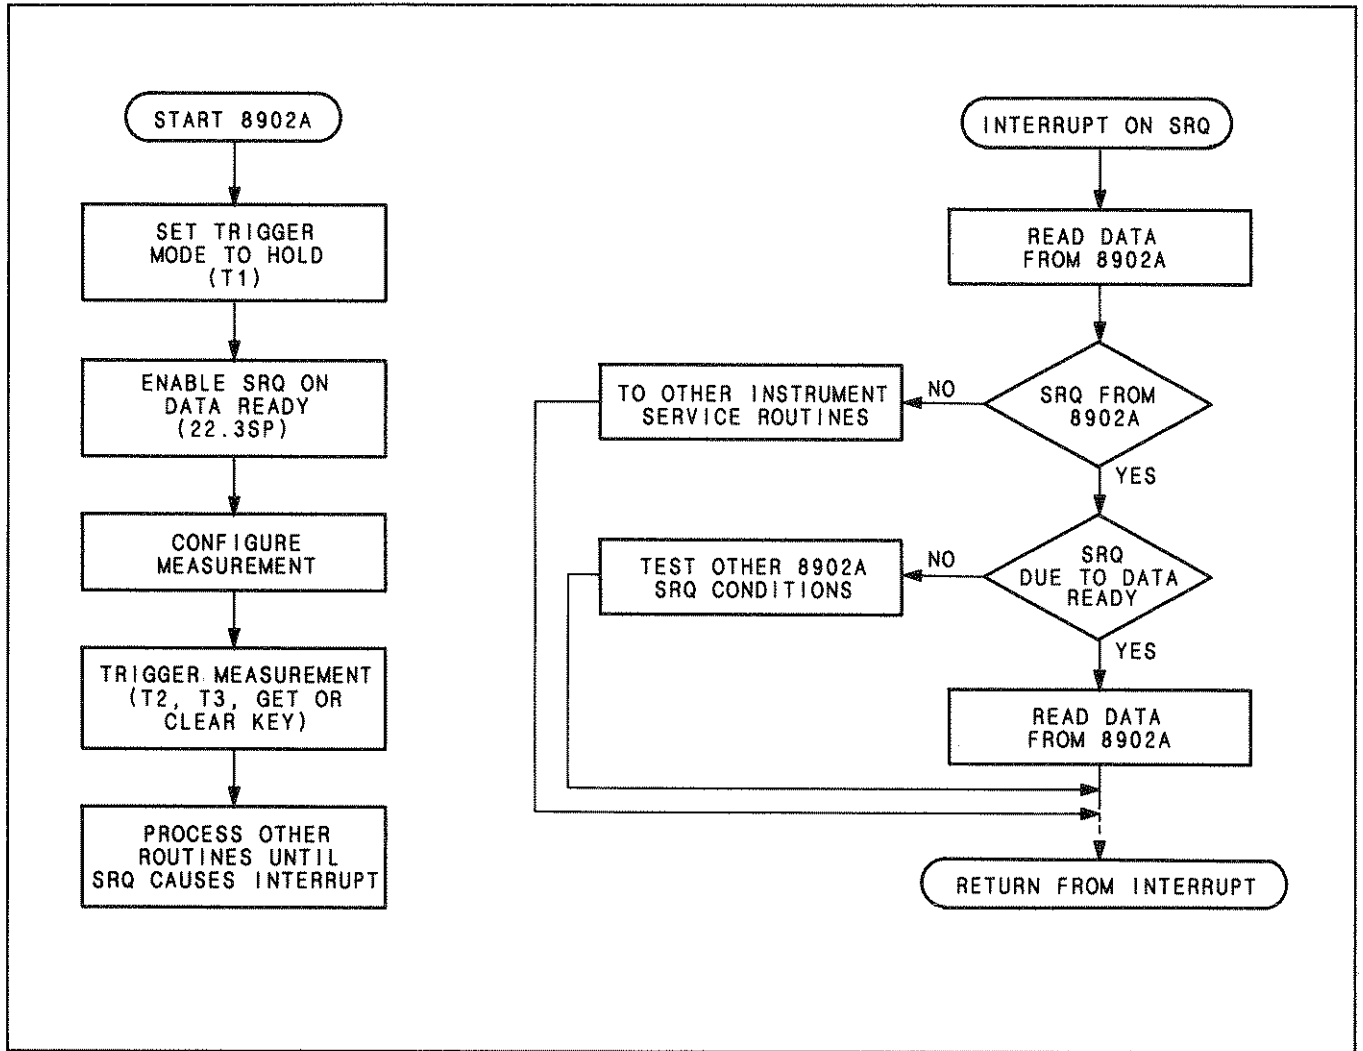 START 8902A
SET TRIGGER
MODE TO HOLD
(T1)
ENABLE SRQ ON
DATA READY
(22.3SP)
CONFIGURE
MEASUREMENT
TRIGGER MEASUREMENT
(T2, T3, GET OR
CLEAR KEY)
PROCESS OTHER
ROUTINES UNTIL
SRQ CAUSES INTERRUPT
INTERRUPT ON SRQ
READ DATA
FROM 8902A
SRQ FROM
8902A
NO
TO OTHER INSTRUMENT
SERVICE ROUTINES
YES
SRQ
DUE TO DATA
READY
NO
TEST OTHER 8902A
SRQ CONDITIONS
YES
READ DATA
FROM 8902A
RETURN FROM INTERRUPT